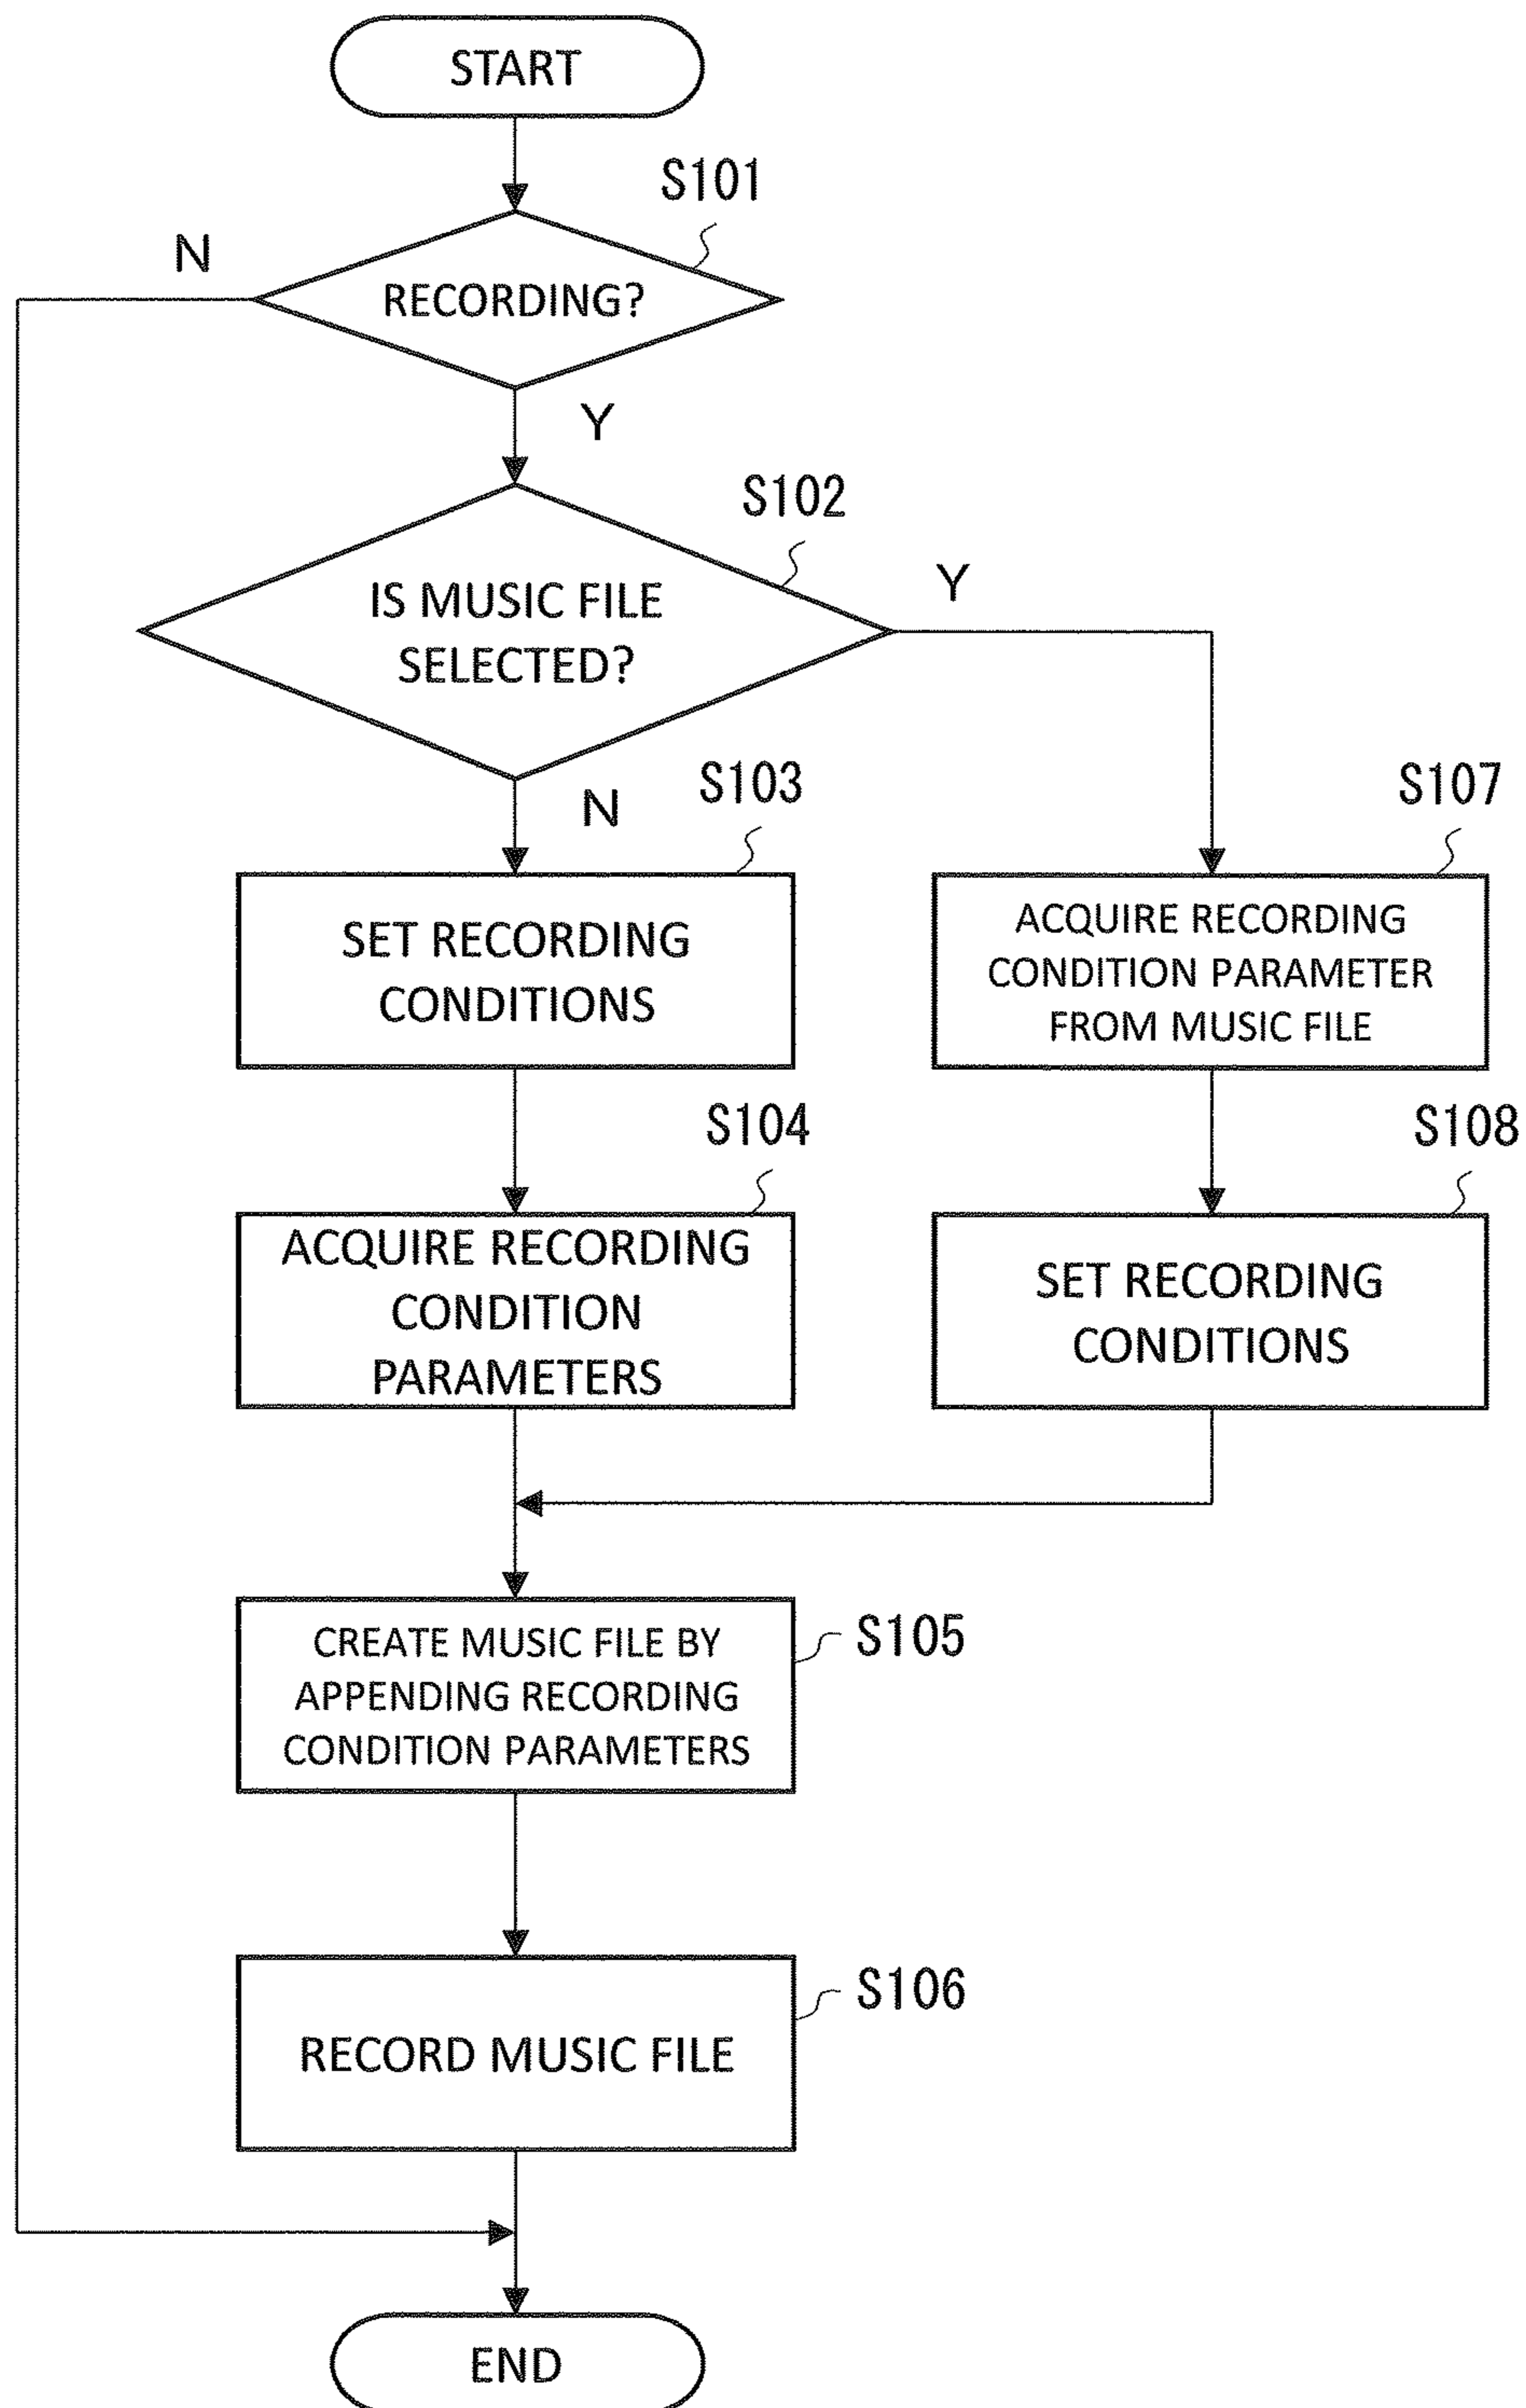 START
S101
N
RECORDING?
Y
S102
IS MUSIC FILE
SELECTED?
Y
N
S103
SET RECORDING
CONDITIONS
S107
ACQUIRE RECORDING
CONDITION PARAMETER
FROM MUSIC FILE
S104
ACQUIRE RECORDING
CONDITION
PARAMETERS
S108
SET RECORDING
CONDITIONS
S105
CREATE MUSIC FILE BY
APPENDING RECORDING
CONDITION PARAMETERS
S106
RECORD MUSIC FILE
END